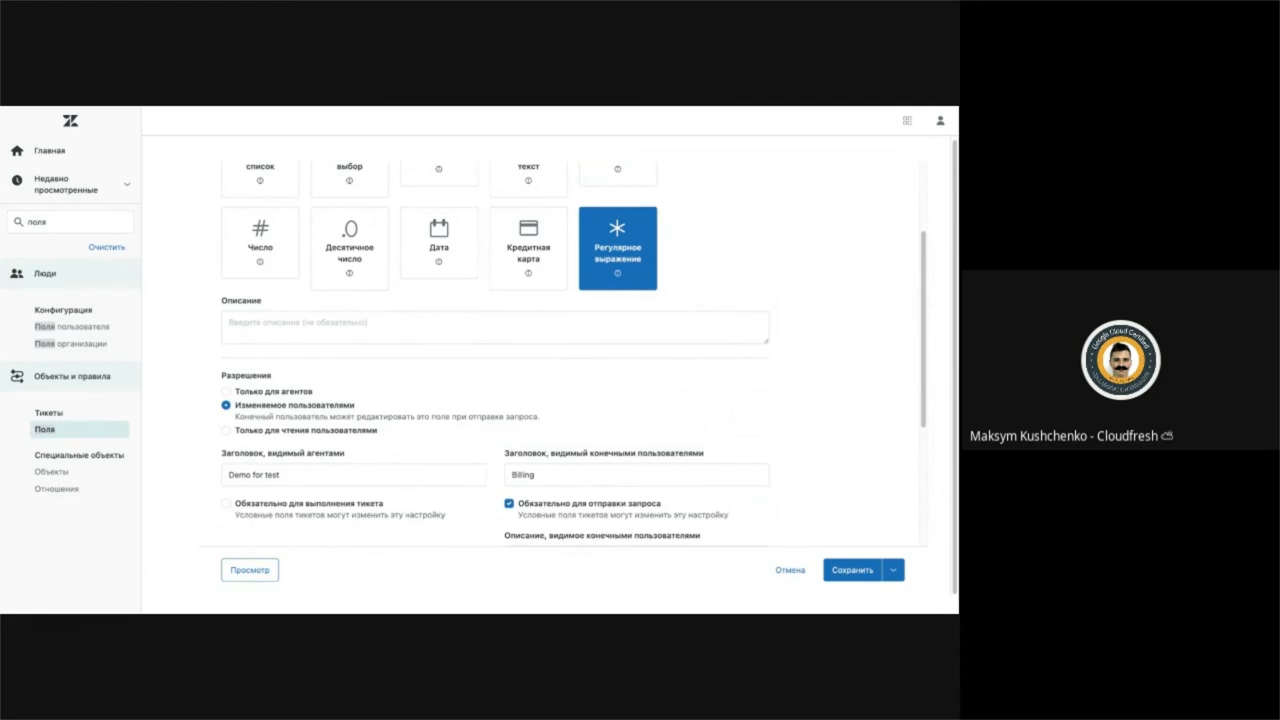 Главная
Недавно
просмотренные
поля
Очистить
Люди
Конфигурация
Поля пользователя
Поля организации
Объекты и правила
Тикеты
Поля
Специальные объекты
Объекты
Отношения
список
выбор
текст
Число
Десятичное
число
Дата
Кредитная
карта
Регулярное
выражение
Описание
Введите описание (не обязательно)
Разрешения
Только для агентов
Изменяемое пользователями
Конечный пользователь может редактировать это поле при отправке запроса.
Только для чтения пользователями
Заголовок, видимый агентами
Заголовок, видимый конечными пользователями
Demo for test
Billing
Обязательно для выполнения тикета
Условные поля тикетов могут изменить эту настройку
Обязательно для отправки запроса
Условные поля тикетов могут изменить эту настройку
Описание, видимое конечными пользователями
Просмотр
Отмена
Сохранить
Google Cloud Certified
Maksym Kushchenko - Cloudfresh